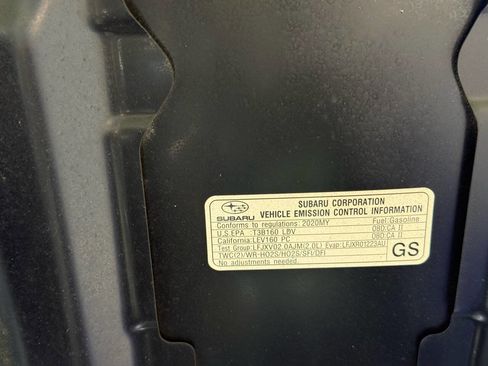 SUBARU CORPORATION
VEHICLE EMISSION CONTROL INFORMATION
SUBARU
Conforms to regulations: 2020MY Fuel:Gasoline
U.S.EPA :T3B160 LDV OBD:CA II
California:LEV160 PC OBD:CA II
Test Group:LFJXV02.0AJM(2.0L) Evap:LFJXR01223AU
TWC(2)/WR-HO2S/HO2S/SFI/DFI
No adjustments needed.
GS